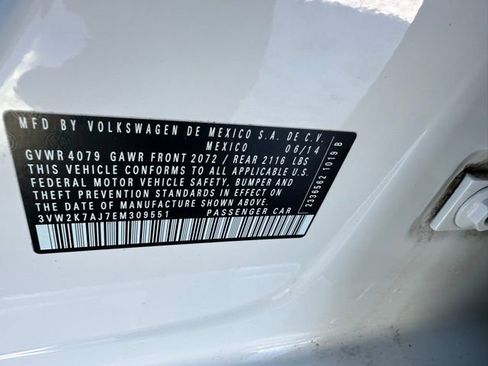 MFD BY VOLKSWAGEN DE MEXICO S.A. DE C.V.
MEXICO 06/14
GVWR 4079 GAWR FRONT 2072 / REAR 2116 LBS
THIS VEHICLE CONFORMS TO ALL APPLICABLE U.S.
FEDERAL MOTOR VEHICLE SAFETY, BUMPER AND
THEFT PREVENTION STANDARDS IN EFFECT ON
THE DATE OF MANUFACTURE SHOWN ABOVE.
3VW2K7AJ7EM309551 PASSENGER CAR
2336562 1019 B